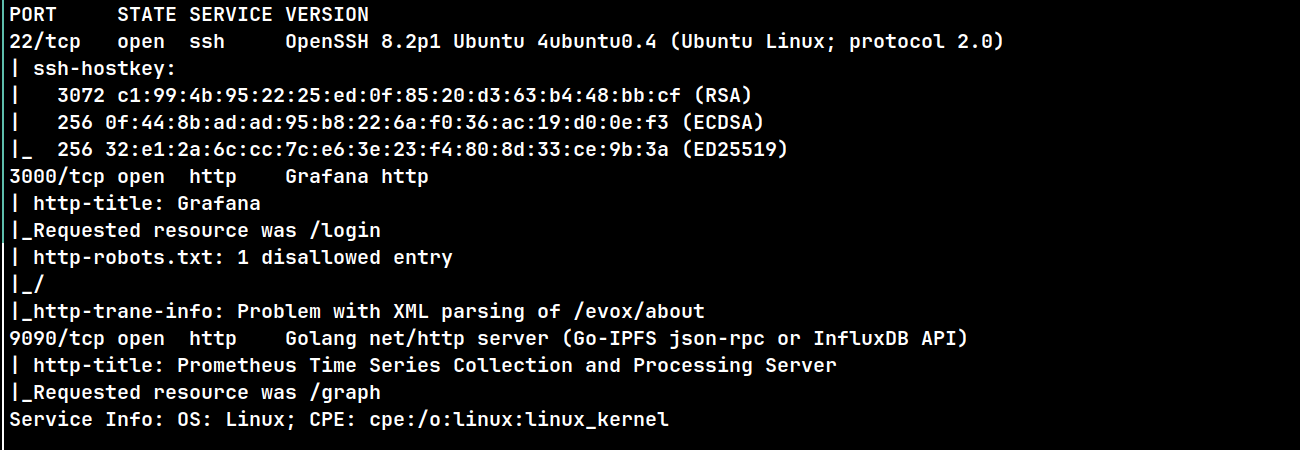 PORT     STATE SERVICE VERSION
22/tcp   open  ssh     OpenSSH 8.2p1 Ubuntu 4ubuntu0.4 (Ubuntu Linux; protocol 2.0)
| ssh-hostkey:
|   3072 c1:99:4b:95:22:25:ed:0f:85:20:d3:63:b4:48:bb:cf (RSA)
|   256 0f:44:8b:ad:ad:95:b8:22:6a:f0:36:ac:19:d0:0e:f3 (ECDSA)
|_  256 32:e1:2a:6c:cc:7c:e6:3e:23:f4:80:8d:33:ce:9b:3a (ED25519)
3000/tcp open  http    Grafana http
| http-title: Grafana
|_Requested resource was /login
| http-robots.txt: 1 disallowed entry
|_/
|_http-trane-info: Problem with XML parsing of /evox/about
9090/tcp open  http    Golang net/http server (Go-IPFS json-rpc or InfluxDB API)
| http-title: Prometheus Time Series Collection and Processing Server
|_Requested resource was /graph
Service Info: OS: Linux; CPE: cpe:/o:linux:linux_kernel